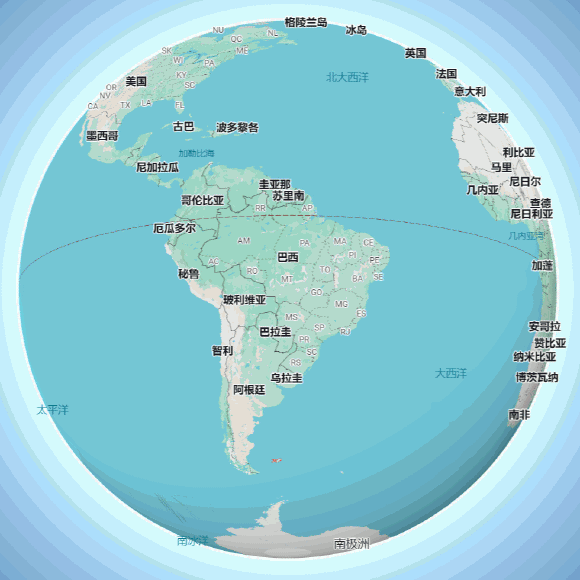 格陵兰岛
冰岛
NU
QC
NL
SK
ME
英国
WI
PA
法国
北大西洋
KY
美国
SC
OR
NV
意大利
CA
TX
LA
FL
突尼斯
古巴
波多黎各
墨西哥
加勒比海
利比亚
马里
尼加拉瓜
尼日尔
圭亚那
几内亚
苏里南
哥伦比亚
查德
RR
AP
尼日利亚
厄瓜多尔
几内亚湾
AM
PA
MA
CE
PI
巴西
PE
AC
加蓬
RO
TO
秘鲁
MT
BA
SE
GO
玻利维亚
MG
ES
MS
安哥拉
SP
巴拉圭
RJ
PR
赞比亚
智利
SC
纳米比亚
RS
大西洋
乌拉圭
博茨瓦纳
阿根廷
太平洋
南非
南冰洋
南极洲